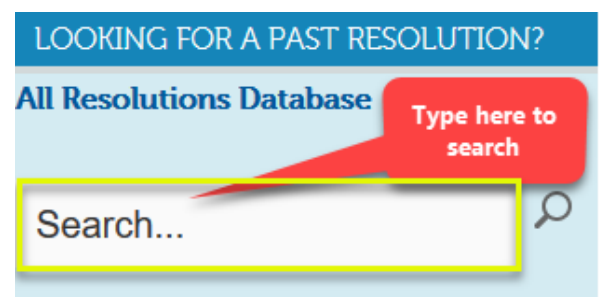 LOOKING FOR A PAST RESOLUTION?
All Resolutions Database
Type here to
search
Search...